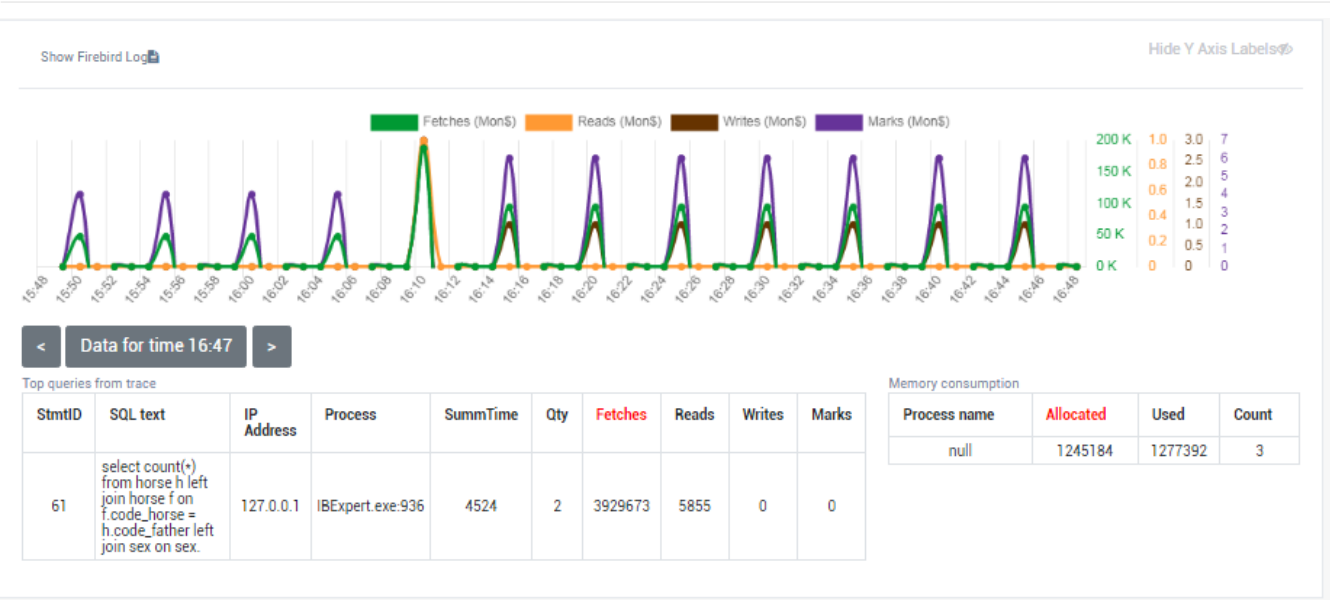 Show Firebird Log
Hide Y Axis Labels
Fetches (Mon$) Reads (Mon$) Writes (Mon$) Marks (Mon$)
200 K 1.0 3.0 7
150 K 0.8 2.5 6
100 K 0.6 2.0 5
50 K 0.4 1.5 4
0 K 0.2 1.0 3
0 0.5 2
0 1
0
15:48 15:50 15:52 15:54 15:56 15:58 16:00 16:02 16:04 16:06 16:08 16:10 16:12 16:14 16:16 16:18 16:20 16:22 16:24 16:26 16:28 16:30 16:32 16:34 16:36 16:38 16:40 16:42 16:44 16:46 16:48
< Data for time 16:47 >
Top queries from trace
StmtID SQL text IP Address Process SummTime Qty Fetches Reads Writes Marks
61
select count(*)
from horse h left
join horse f on
f.code_horse =
h.code_father left
join sex on sex.
127.0.0.1 IBExpert.exe:936 4524 2 3929673 5855 0 0
Memory consumption
Process name Allocated Used Count
null 1245184 1277392 3